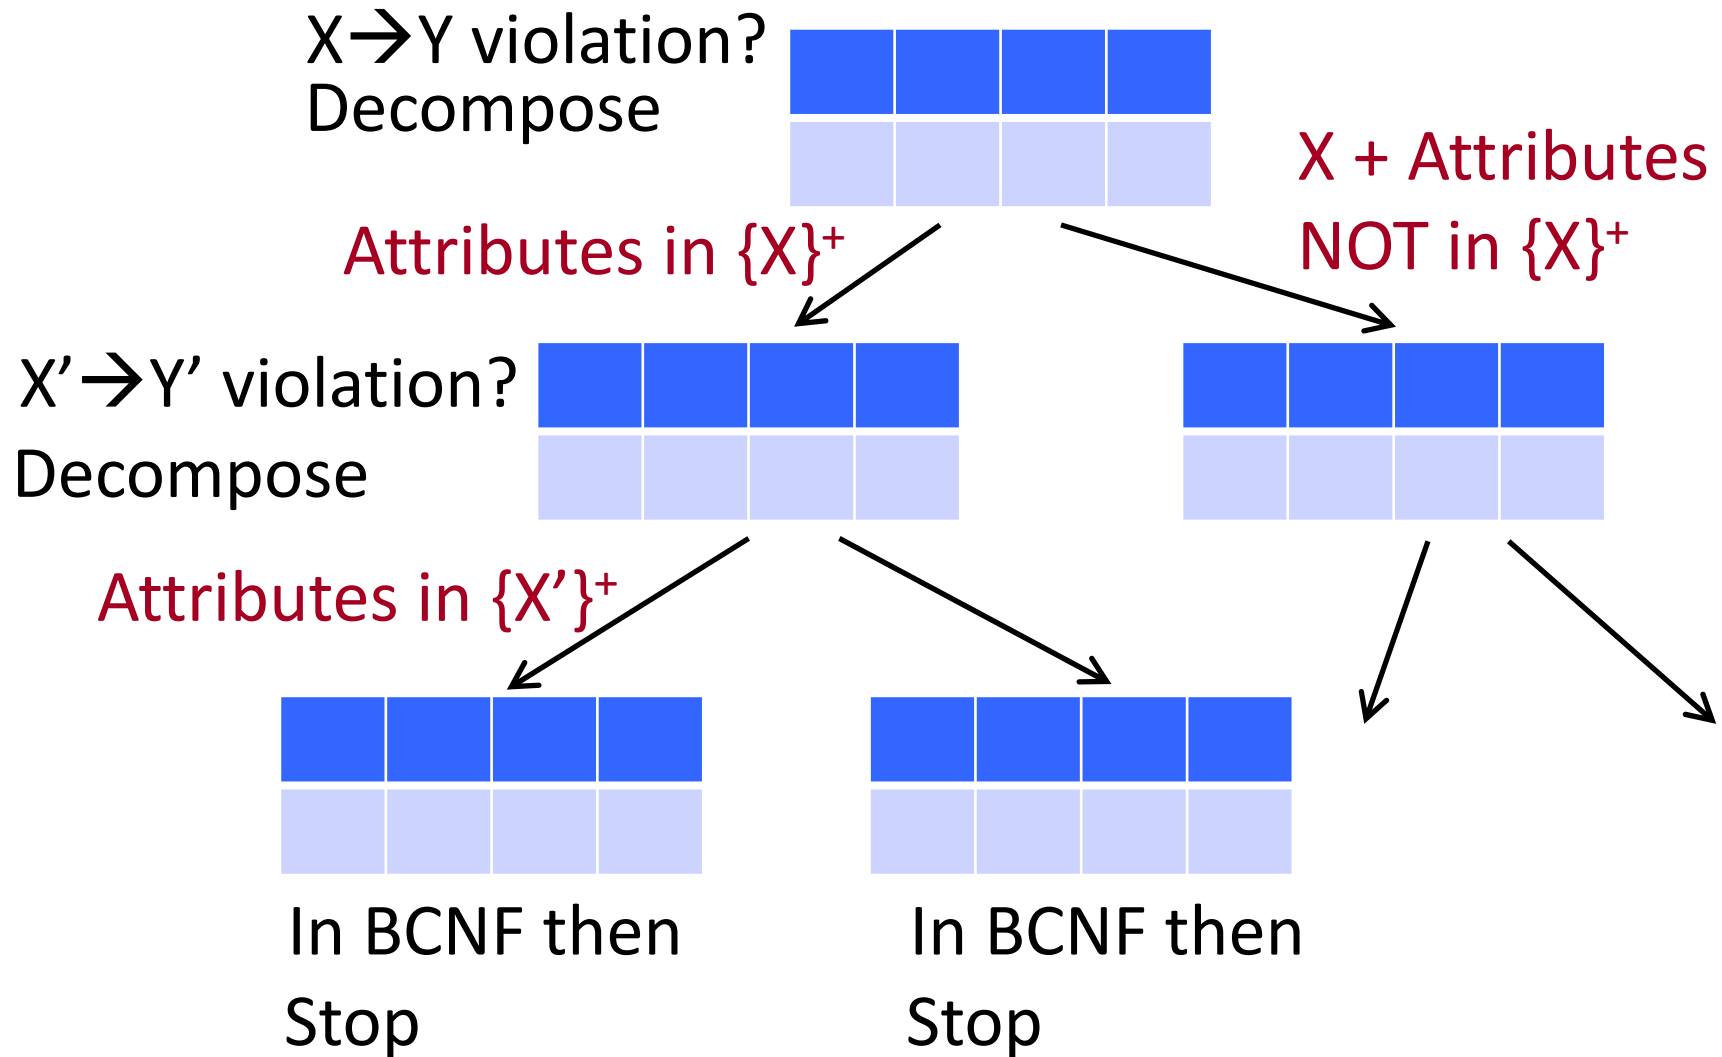 X→Y violation?
Decompose
X + Attributes
NOT in {X}⁺
Attributes in {X}⁺
X’→Y’ violation?
Decompose
Attributes in {X’}⁺
In BCNF then
Stop
In BCNF then
Stop